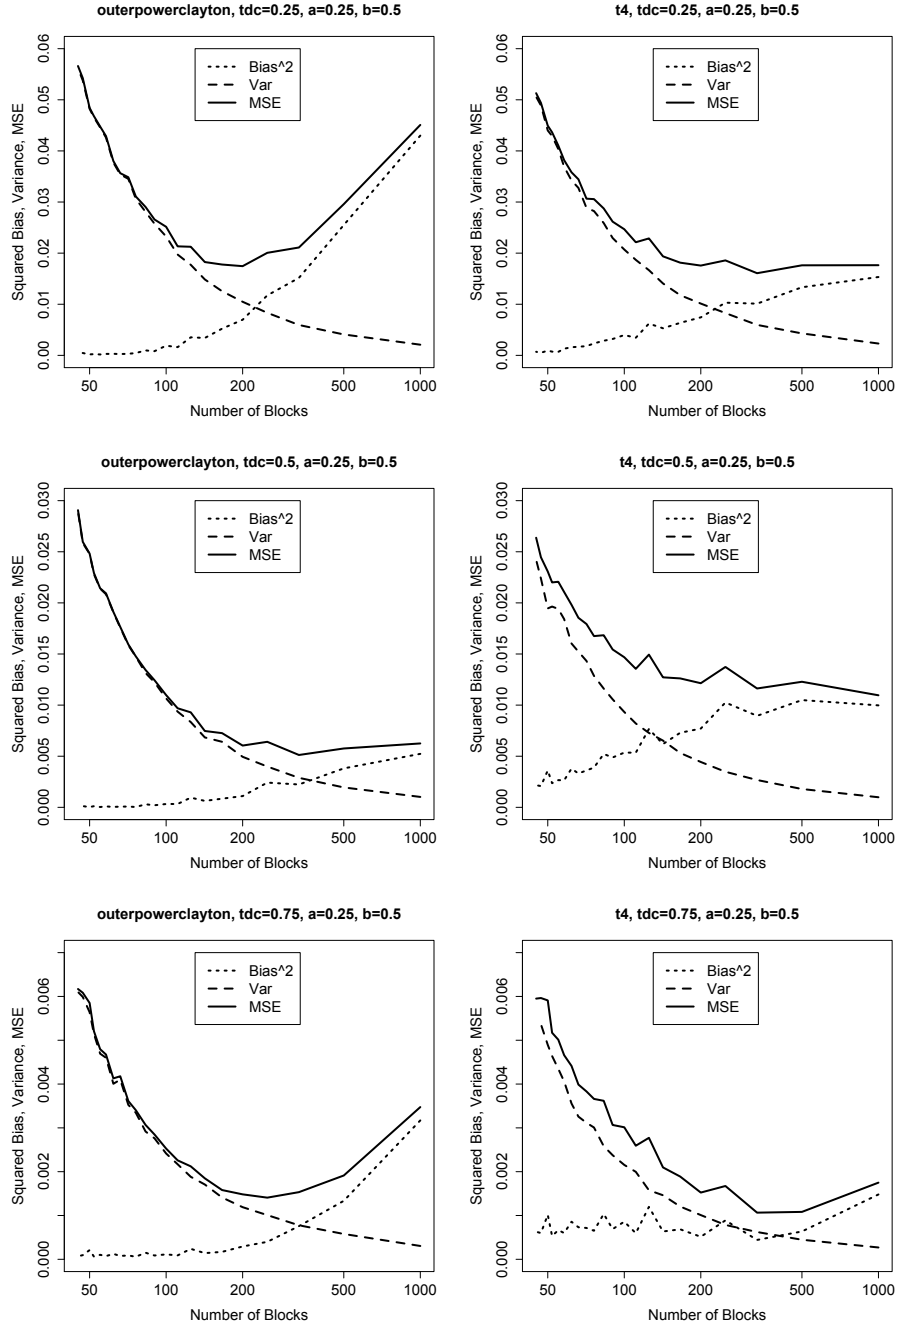 outerpowerclayton, tdc=0.25, a=0.25, b=0.5
Squared Bias, Variance, MSE
0.06
0.05
0.04
0.03
0.02
0.01
0.00
Bias^2
Var
MSE
50 100 200 500 1000
Number of Blocks
t4, tdc=0.25, a=0.25, b=0.5
Squared Bias, Variance, MSE
0.06
0.05
0.04
0.03
0.02
0.01
0.00
Bias^2
Var
MSE
50 100 200 500 1000
Number of Blocks
outerpowerclayton, tdc=0.5, a=0.25, b=0.5
Squared Bias, Variance, MSE
0.030
0.025
0.020
0.015
0.010
0.005
0.000
Bias^2
Var
MSE
50 100 200 500 1000
Number of Blocks
t4, tdc=0.5, a=0.25, b=0.5
Squared Bias, Variance, MSE
0.030
0.025
0.020
0.015
0.010
0.005
0.000
Bias^2
Var
MSE
50 100 200 500 1000
Number of Blocks
outerpowerclayton, tdc=0.75, a=0.25, b=0.5
Squared Bias, Variance, MSE
0.006
0.004
0.002
0.000
Bias^2
Var
MSE
50 100 200 500 1000
Number of Blocks
t4, tdc=0.75, a=0.25, b=0.5
Squared Bias, Variance, MSE
0.006
0.004
0.002
0.000
Bias^2
Var
MSE
50 100 200 500 1000
Number of Blocks